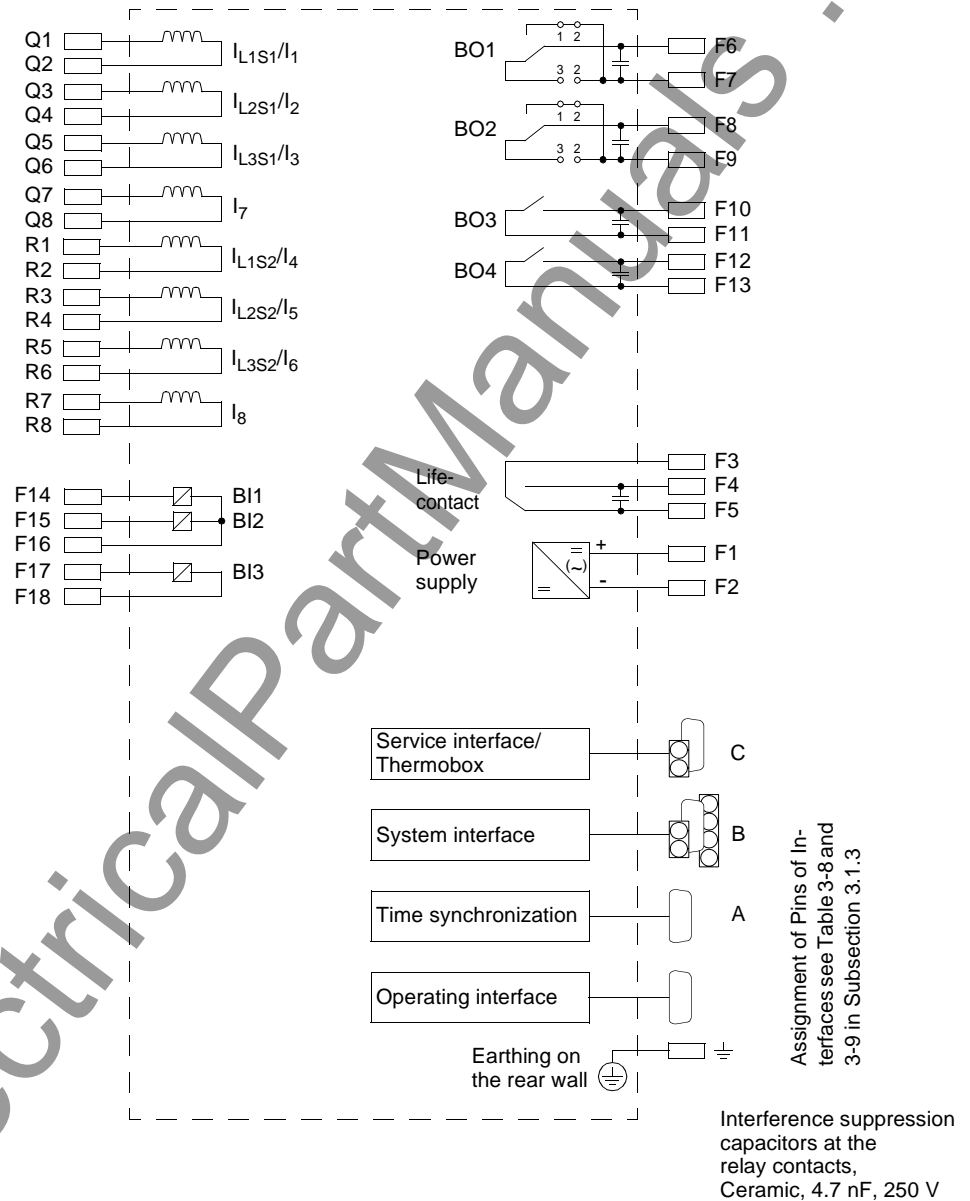 Q1
Q2
I_L1S1/I_1
Q3
Q4
I_L2S1/I_2
Q5
Q6
I_L3S1/I_3
Q7
Q8
I_7
R1
R2
I_L1S2/I_4
R3
R4
I_L2S2/I_5
R5
R6
I_L3S2/I_6
R7
R8
I_8
F14
BI1
F15
BI2
F16
F17
BI3
F18
BO1
1 2
3 2
F6
F7
BO2
1 2
3 2
F8
F9
BO3
F10
F11
BO4
F12
F13
Life-
contact
F3
F4
F5
Power
supply
=
(~)
=
+
-
F1
F2
Service interface/
Thermobox
C
System interface
B
Time synchronization
A
Operating interface
Earthing on
the rear wall
Assignment of Pins of In-
terfaces see Table 3-8 and
3-9 in Subsection 3.1.3
Interference suppression
capacitors at the
relay contacts,
Ceramic, 4.7 nF, 250 V
ectricalPartManuals .